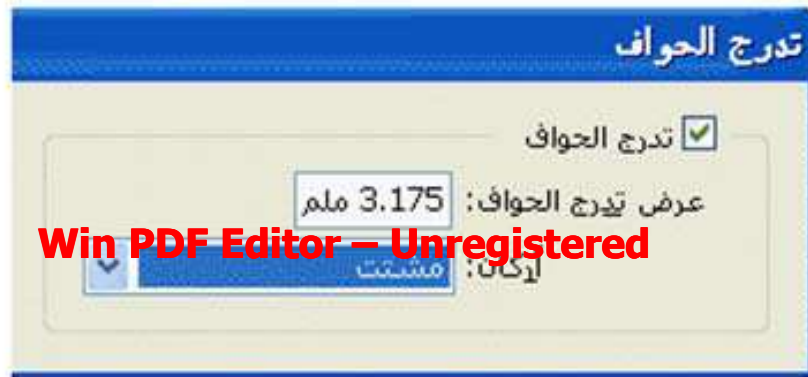 تدرج الحواف
تدرج الحواف
عرض تدرج الحواف: 3.175 ملم
Win PDF Editor – Unregistered
أركان: مشتت